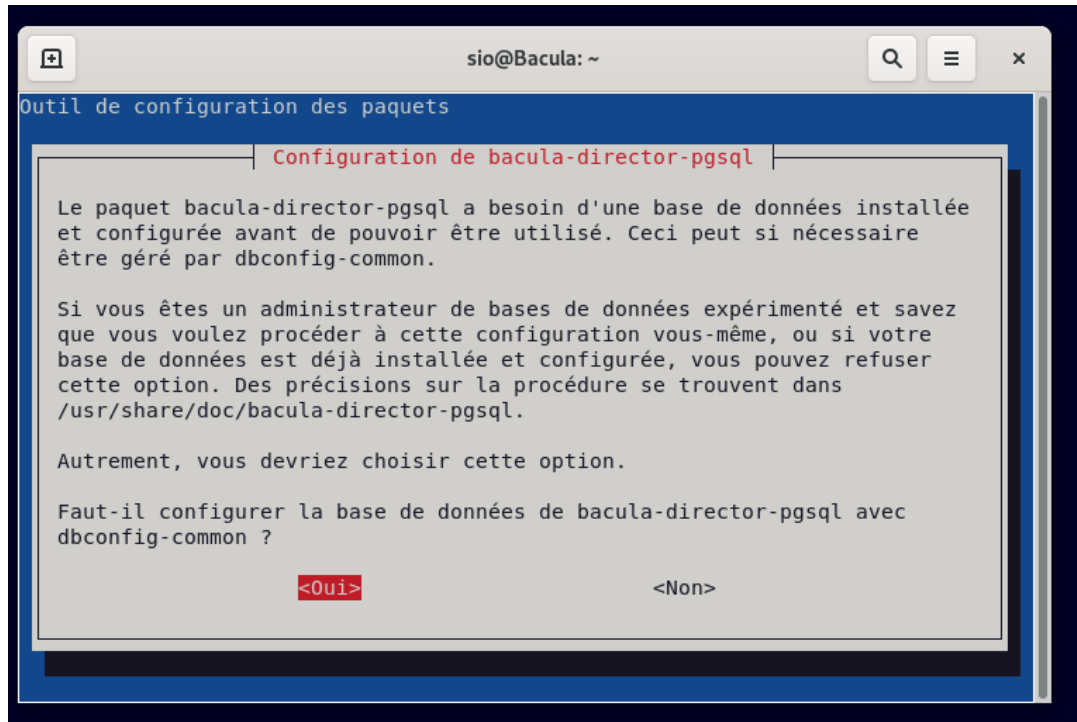 sio@Bacula: ~
Outil de configuration des paquets
Configuration de bacula-director-pgsql
Le paquet bacula-director-pgsql a besoin d'une base de données installée
et configurée avant de pouvoir être utilisé. Ceci peut si nécessaire
être géré par dbconfig-common.
Si vous êtes un administrateur de bases de données expérimenté et savez
que vous voulez procéder à cette configuration vous-même, ou si votre
base de données est déjà installée et configurée, vous pouvez refuser
cette option. Des précisions sur la procédure se trouvent dans
/usr/share/doc/bacula-director-pgsql.
Autrement, vous devriez choisir cette option.
Faut-il configurer la base de données de bacula-director-pgsql avec
dbconfig-common ?
<Oui> <Non>